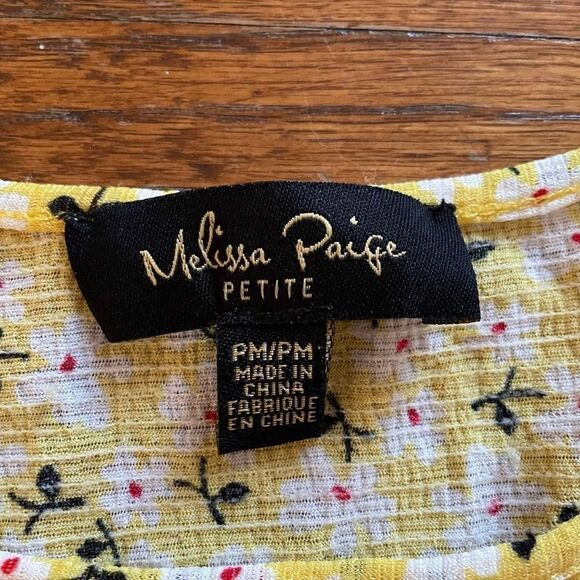 Melissa Paige
PETITE
PM/PM
MADE IN
CHINA
FABRIQUE
EN CHINE